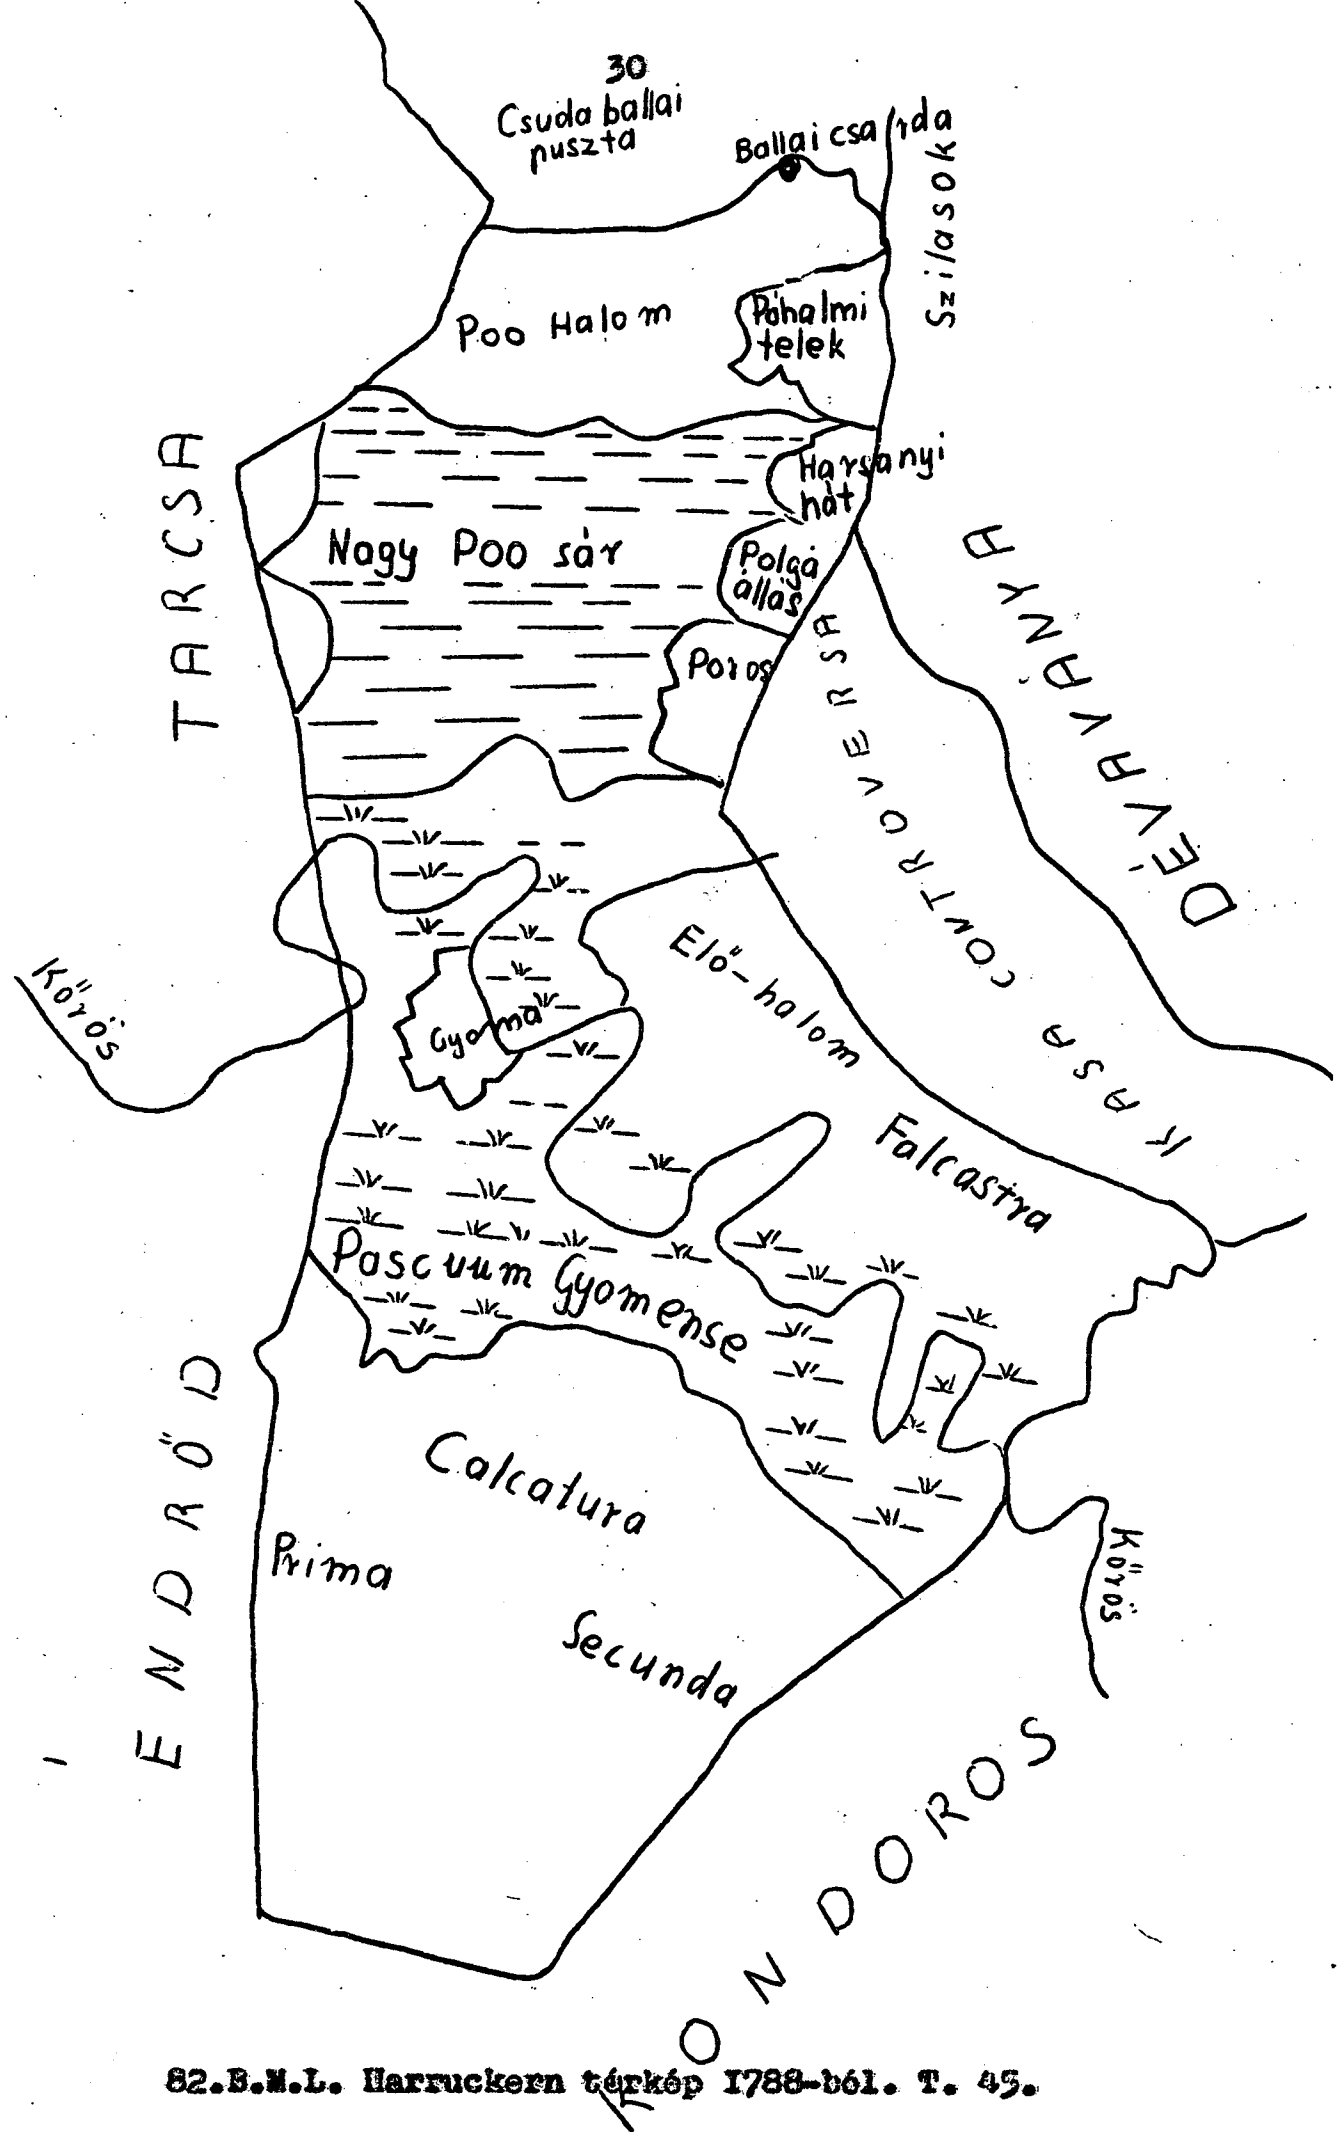 30
Csuda ballai
puszta
Ballai csarda
Szilasok
Poo Halom
Póhalmi
telek
TARCSA
Harsanyi
hát
Nagy Poo sár
Polgá
állás
Poros
DÉVAVÁNYA
KASA CONTROVERSA
Körös
Elő-halom
Gyoma
Falcastra
Pascuum Gyomense
ENDRŐD
Calcatura
Prima
Secunda
Kőrös
KONDOROS
82.B.M.L. Harruckern térkép I788-ból. T. 45.